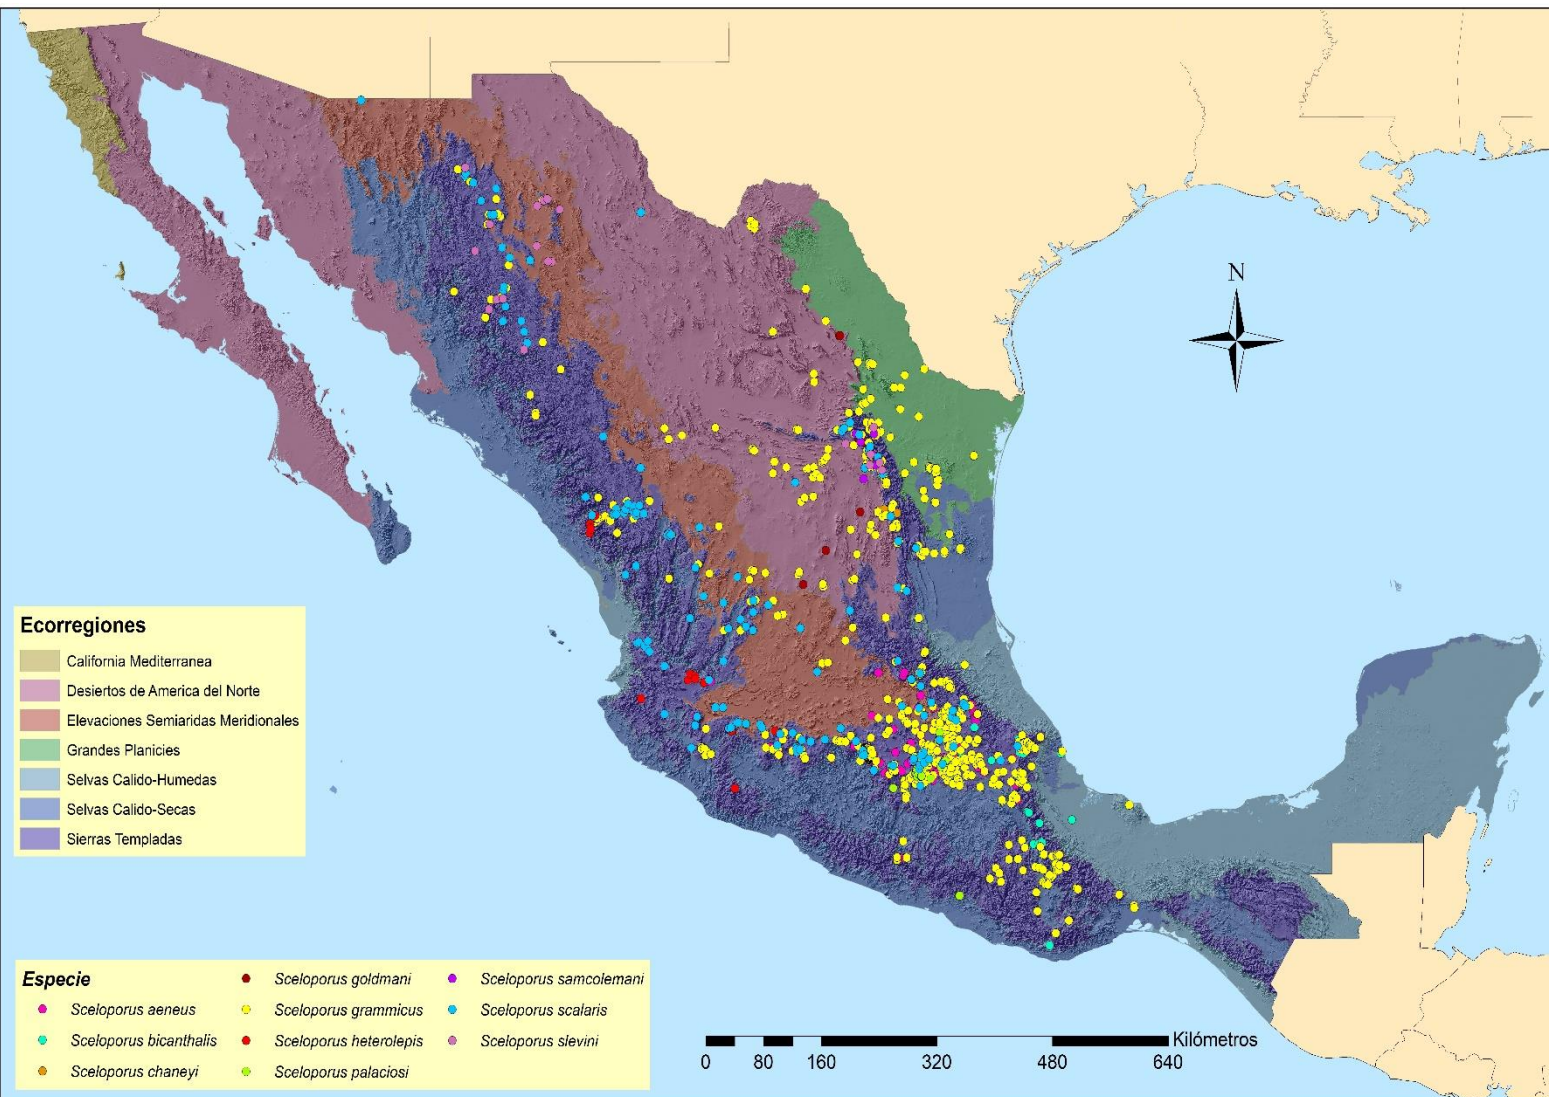 N
Ecorregiones
California Mediterranea
Desiertos de America del Norte
Elevaciones Semiaridas Meridionales
Grandes Planicies
Selvas Calido-Humedas
Selvas Calido-Secas
Sierras Templadas
Especie
Sceloporus aeneus
Sceloporus bicanthalis
Sceloporus chaneyi
Sceloporus goldmani
Sceloporus grammicus
Sceloporus heterolepis
Sceloporus palaciosi
Sceloporus samcolemani
Sceloporus scalaris
Sceloporus slevini
Kilómetros
0 80 160 320 480 640